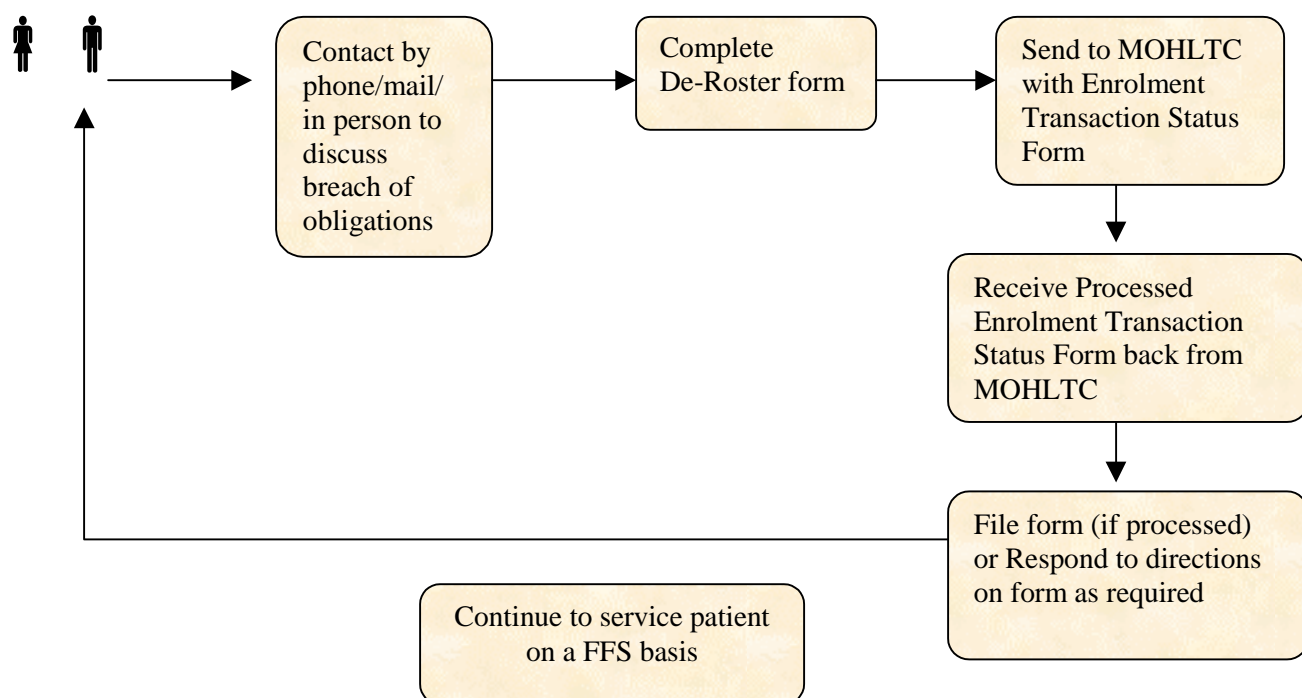 Contact by
phone/mail/
in person to
discuss
breach of
obligations
Complete
De-Roster form
Send to MOHLTC
with Enrolment
Transaction Status
Form
Receive Processed
Enrolment Transaction
Status Form back from
MOHLTC
File form (if processed)
or Respond to directions
on form as required
Continue to service patient
on a FFS basis